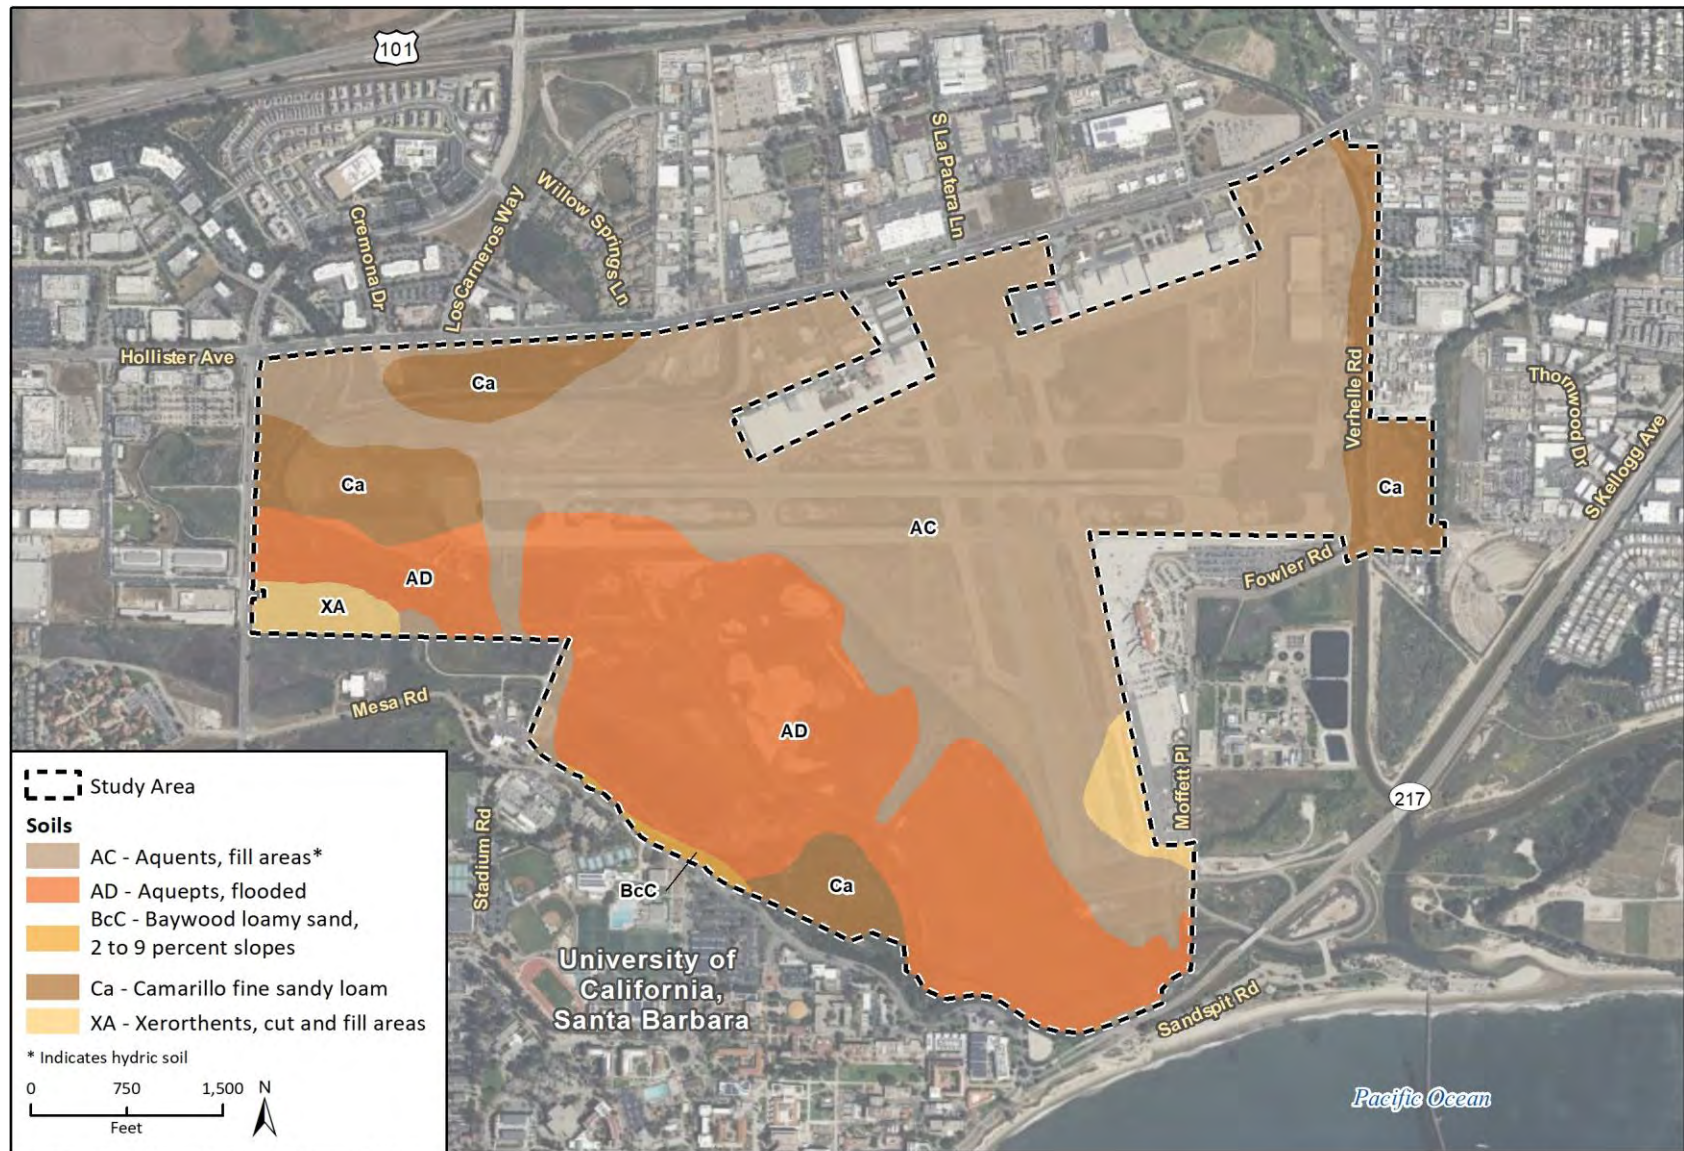 101
S La Patera Ln
Willow Springs Ln
Cremona Dr
Los Carneros Way
Hollister Ave
Verhelle Rd
Thornwood Dr
S Kellogg Ave
Ca
Ca
Ca
AC
Fowler Rd
AD
XA
Mesa Rd
AD
Moffett Pl
217
Stadium Rd
BcC
Ca
University of
California,
Santa Barbara
Sandspit Rd
Pacific Ocean
Study Area
Soils
AC - Aquents, fill areas*
AD - Aquepts, flooded
BcC - Baywood loamy sand,
2 to 9 percent slopes
Ca - Camarillo fine sandy loam
XA - Xerorthents, cut and fill areas
* Indicates hydric soil
0 750 1,500 N
Feet